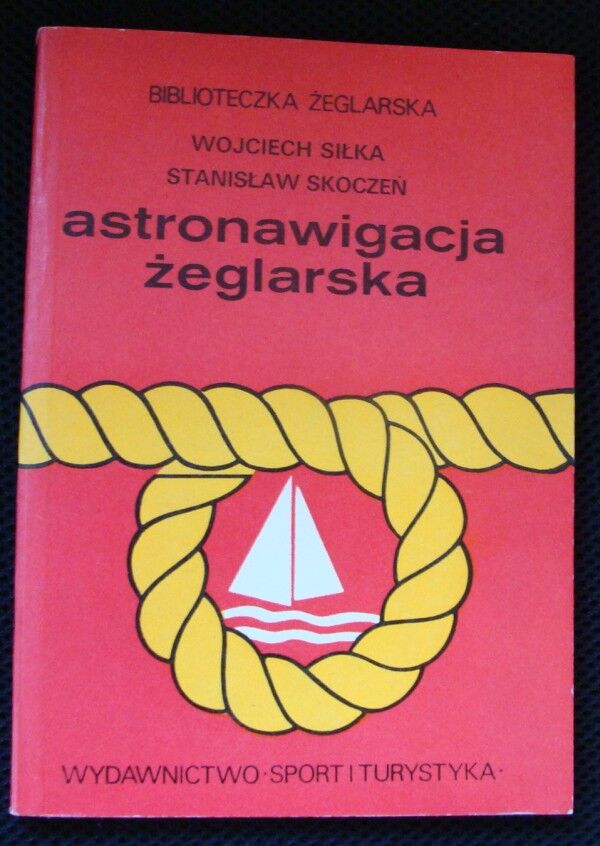 BIBLIOTECZKA ŻEGLARSKA
WOJCIECH SIŁKA
STANISŁAW SKOCZEŃ
astronawigacja
żeglarska
WYDAWNICTWO · SPORT I TURYSTYKA ·